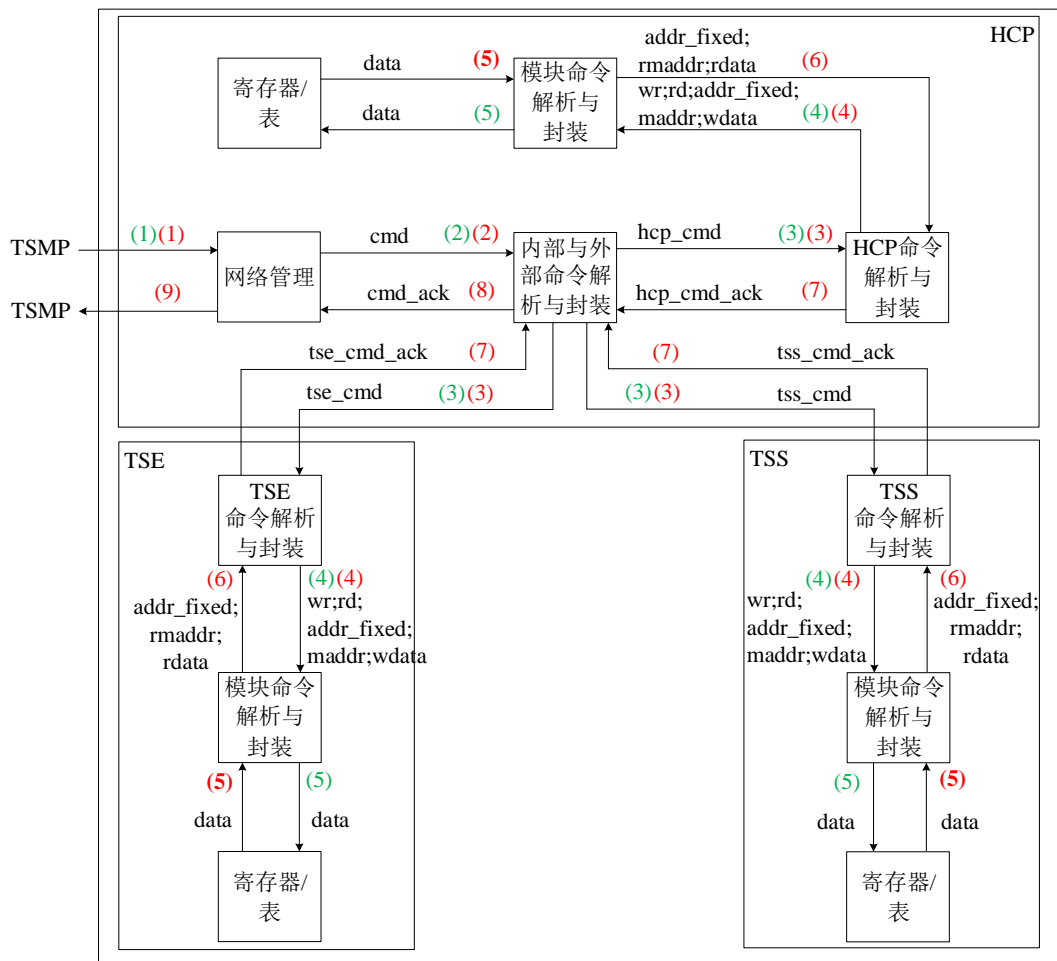 HCP
data
(5)
寄存器/
表
data
(5)
模块命令
解析与
封装
addr_fixed;
rmaddr;rdata
(6)
wr;rd;addr_fixed;
maddr;wdata
(4)(4)
TSMP
(1)(1)
TSMP
(9)
网络管理
cmd
(2)(2)
cmd_ack
(8)
内部与外
部命令解
析与封装
hcp_cmd
(3)(3)
hcp_cmd_ack
(7)
HCP命令
解析与
封装
tse_cmd_ack
(7)
tse_cmd
(3)(3)
(7)
tss_cmd_ack
(3)(3)
tss_cmd
TSE
TSE
命令解析
与封装
(6)
addr_fixed;
rmaddr;
rdata
(4)(4)
wr;rd;
addr_fixed;
maddr;wdata
模块命令
解析与
封装
(5)
data
(5)
data
寄存器/
表
TSS
TSS
命令解析
与封装
(4)(4)
wr;rd;
addr_fixed;
maddr;wdata
(6)
addr_fixed;
rmaddr;
rdata
模块命令
解析与
封装
(5)
data
(5)
data
寄存器/
表